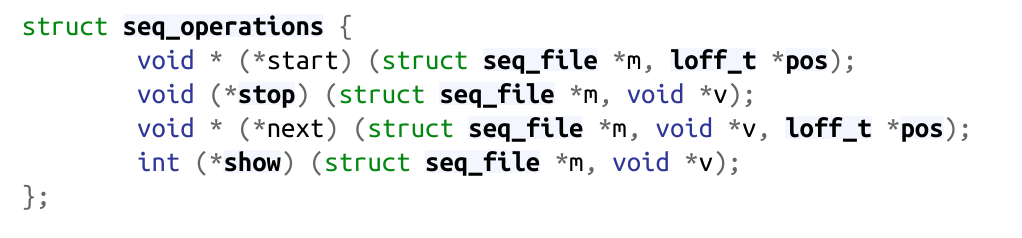 struct seq_operations {
        void * (*start) (struct seq_file *m, loff_t *pos);
        void (*stop) (struct seq_file *m, void *v);
        void * (*next) (struct seq_file *m, void *v, loff_t *pos);
        int (*show) (struct seq_file *m, void *v);
};